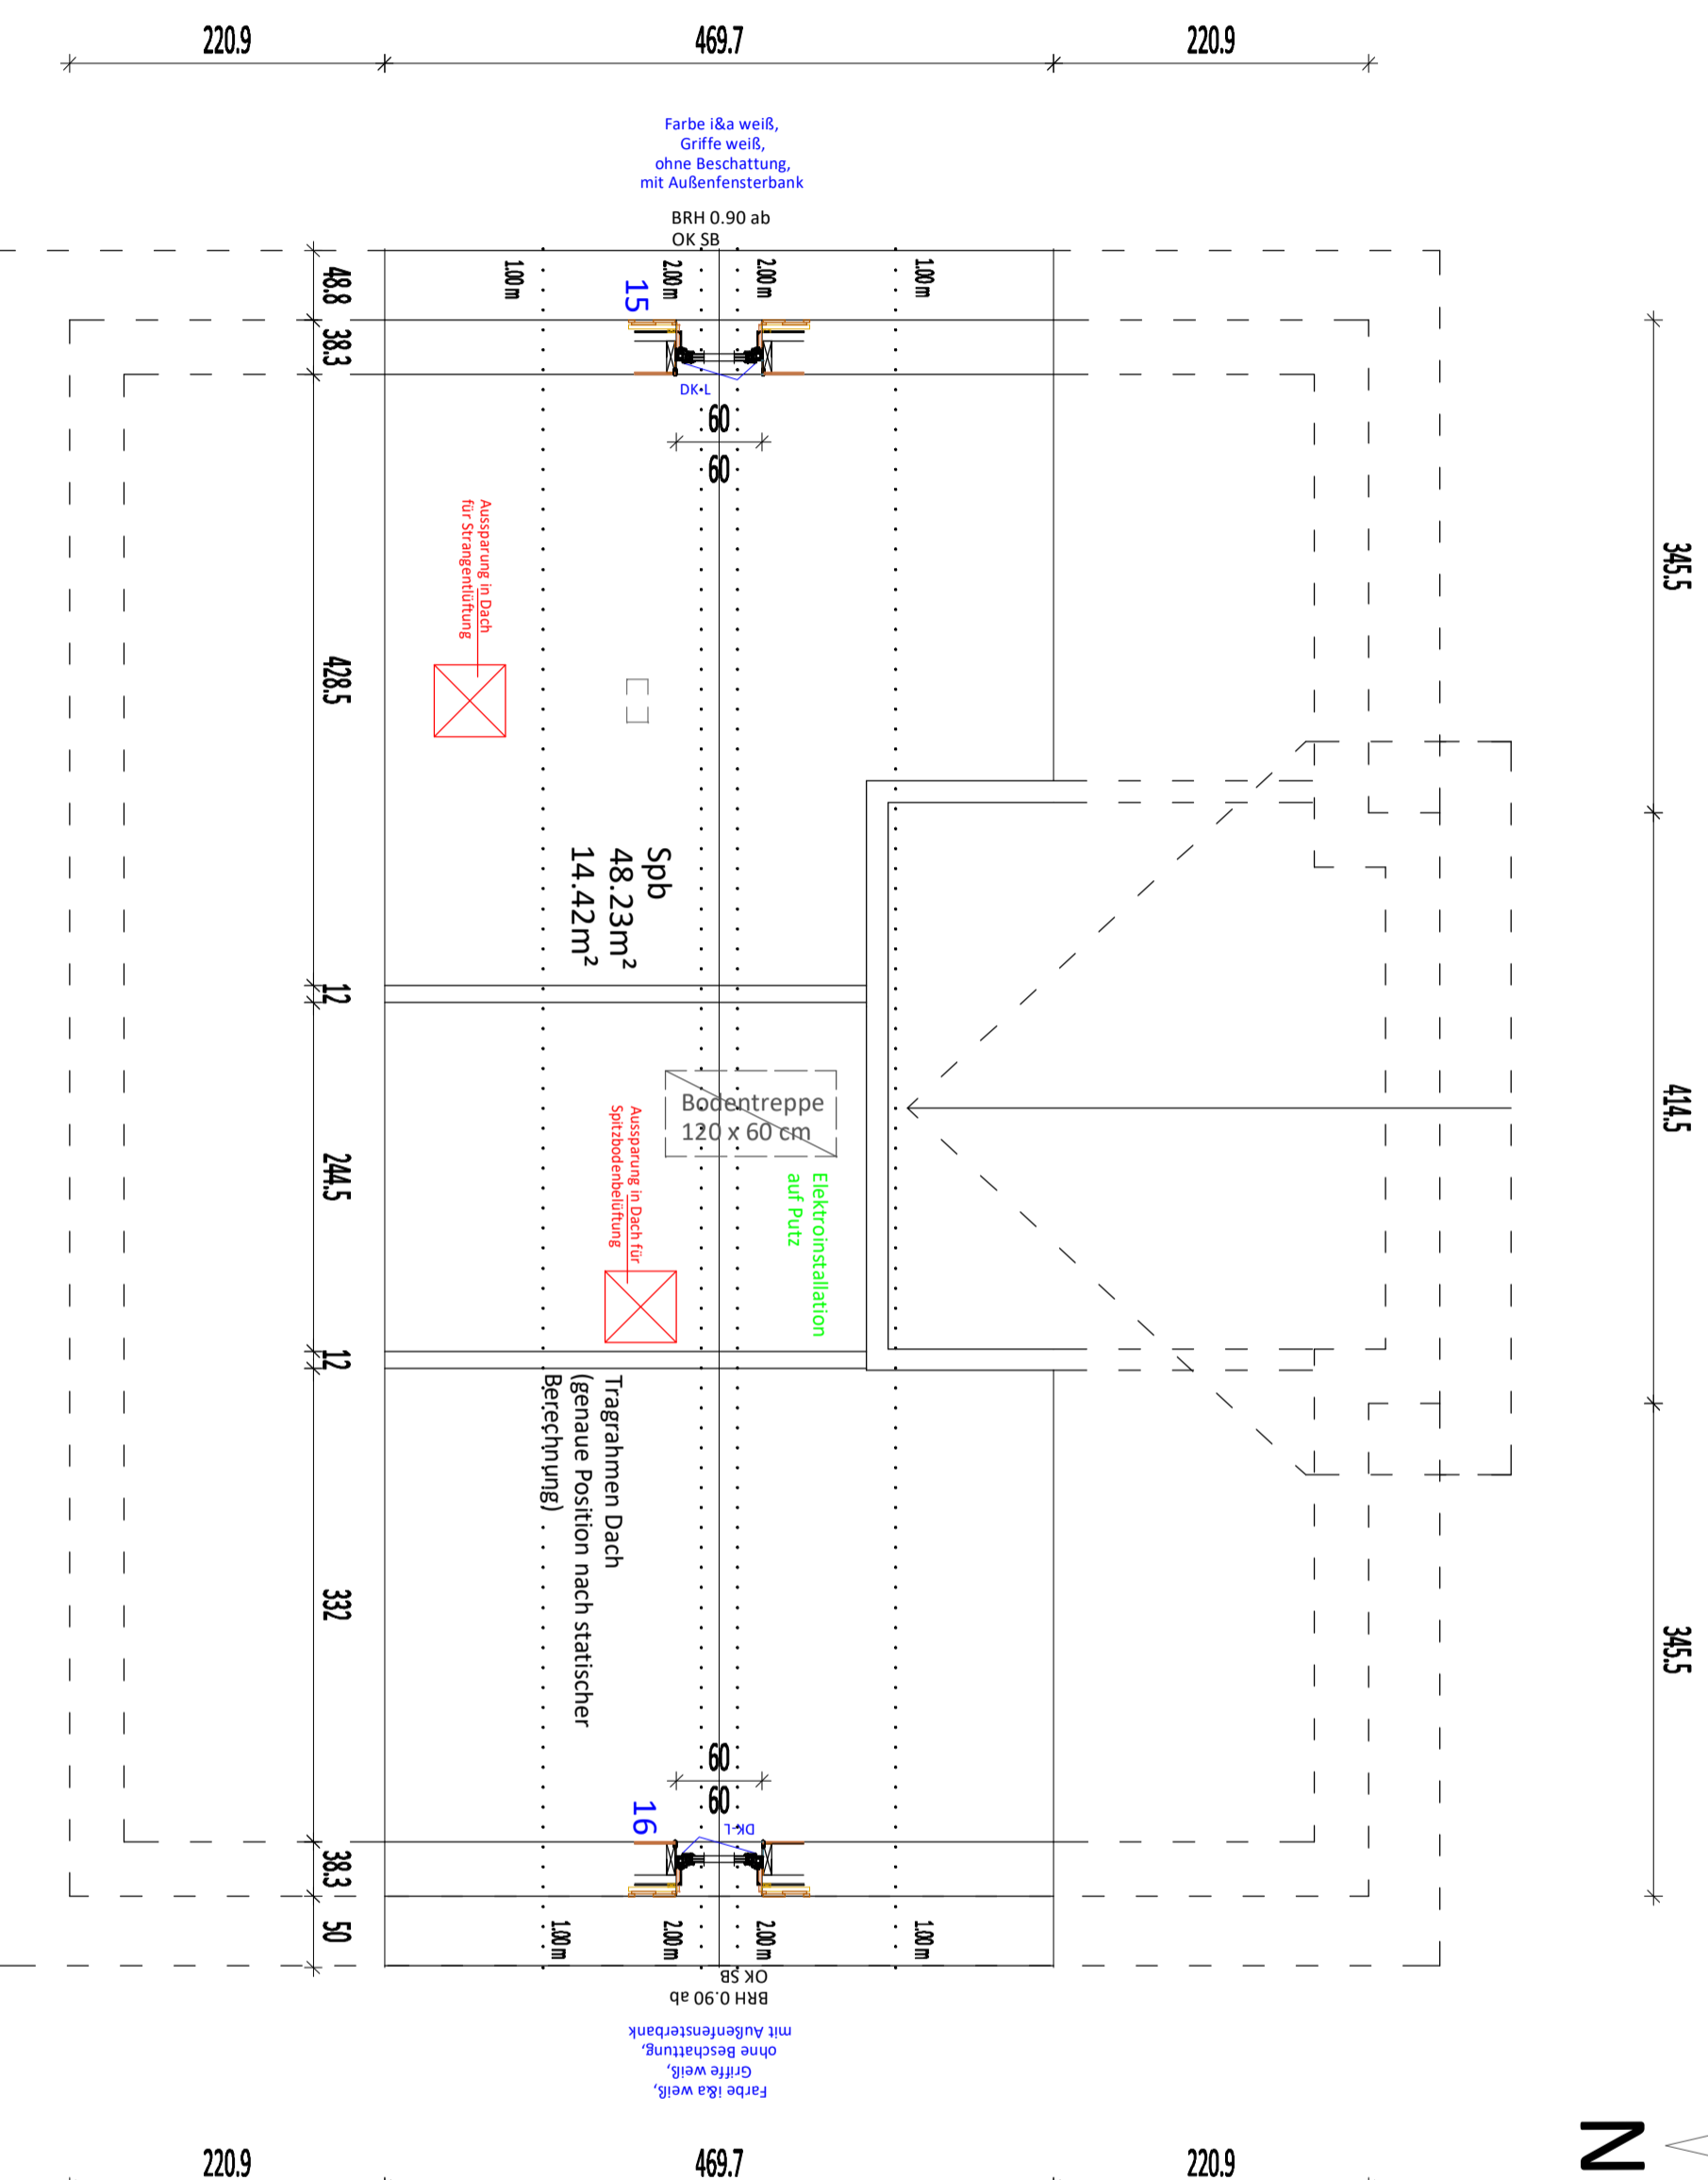 220.9
469.7
220.9
Farbe i&a weiß,
Griffe weiß,
ohne Beschattung,
mit Außenfensterbank
BRH 0.90 ab
OK SB
1.00 m
2.00 m
2.00 m
1.00 m
15
DK-L
60
60
48.8
38.3
428.5
12
244.5
12
332
38.3
50
345.5
414.5
345.5
Aussparung in Dach
für Strangentlüftung
Spb
48.23m²
14.42m²
Bodentreppe
120 x 60 cm
Aussparung in Dach für
Spitzbodenbelüftung
Elektroinstallation
auf Putz
Tragrahmen Dach
(genaue Position nach statischer
Berechnung)
60
60
16
DK-L
1.00 m
2.00 m
2.00 m
1.00 m
BRH 0.90 ab
OK SB
Farbe i&a weiß,
Griffe weiß,
ohne Beschattung,
mit Außenfensterbank
220.9
469.7
220.9
N